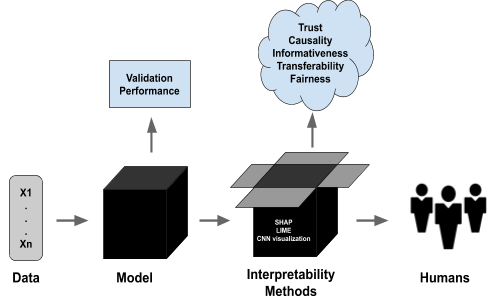 Trust
Causality
Informativeness
Transferability
Fairness
Validation
Performance
X1
.
.
.
Xn
SHAP
LIME
CNN visualization
Data
Model
Interpretability
Methods
Humans